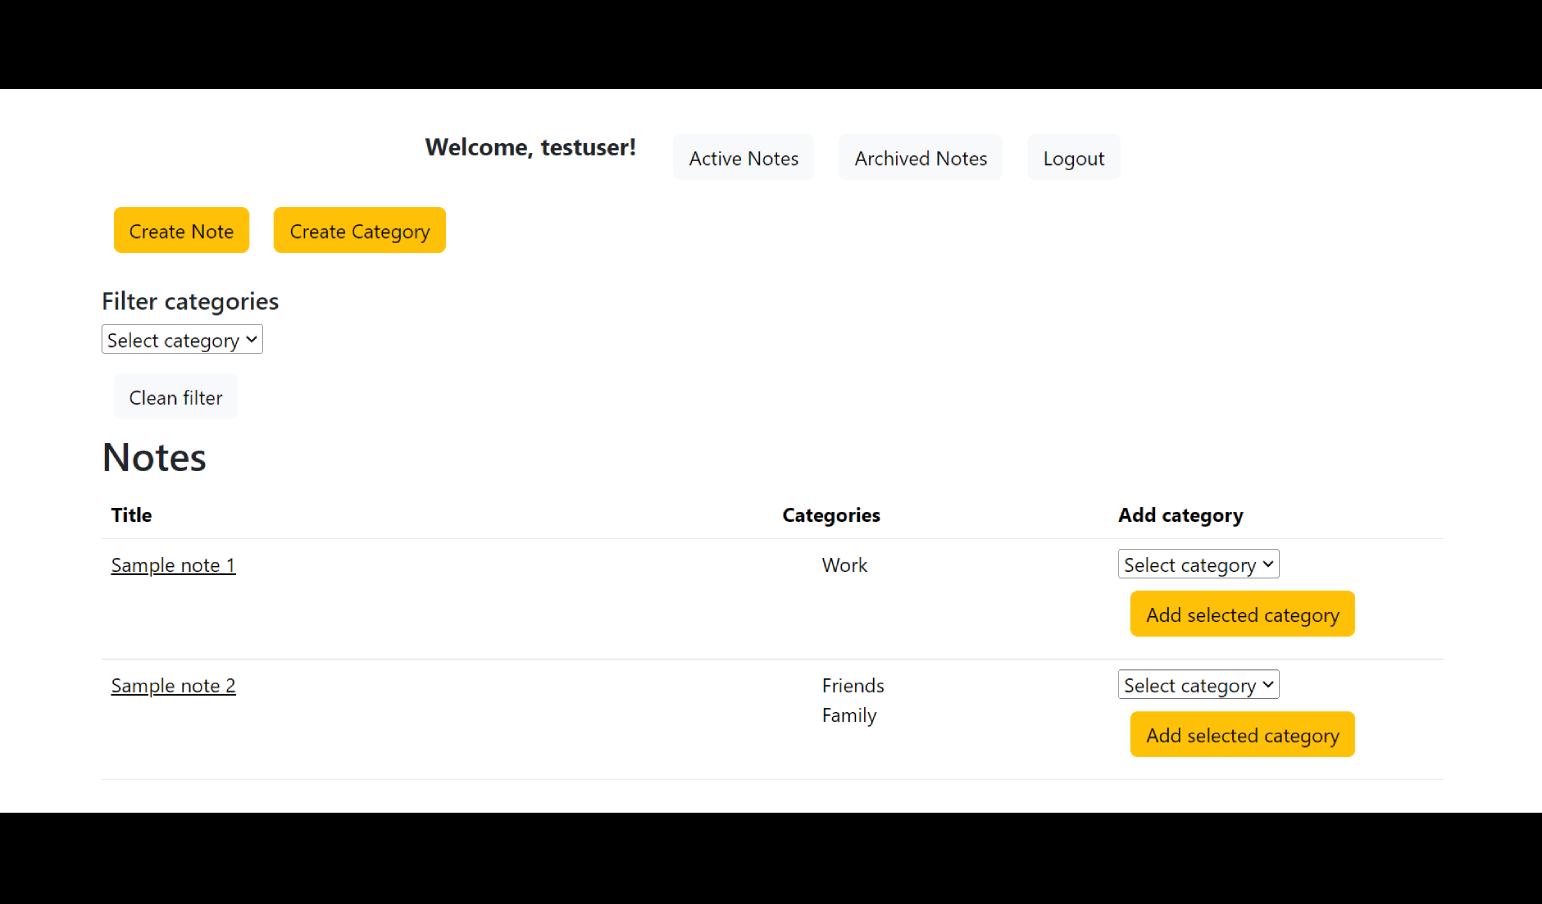 Welcome, testuser! Active Notes Archived Notes Logout
Create Note Create Category
Filter categories
Select category
Clean filter
Notes
Title Categories Add category
Sample note 1 Work Select category
Add selected category
Sample note 2 Friends Select category
Family
Add selected category